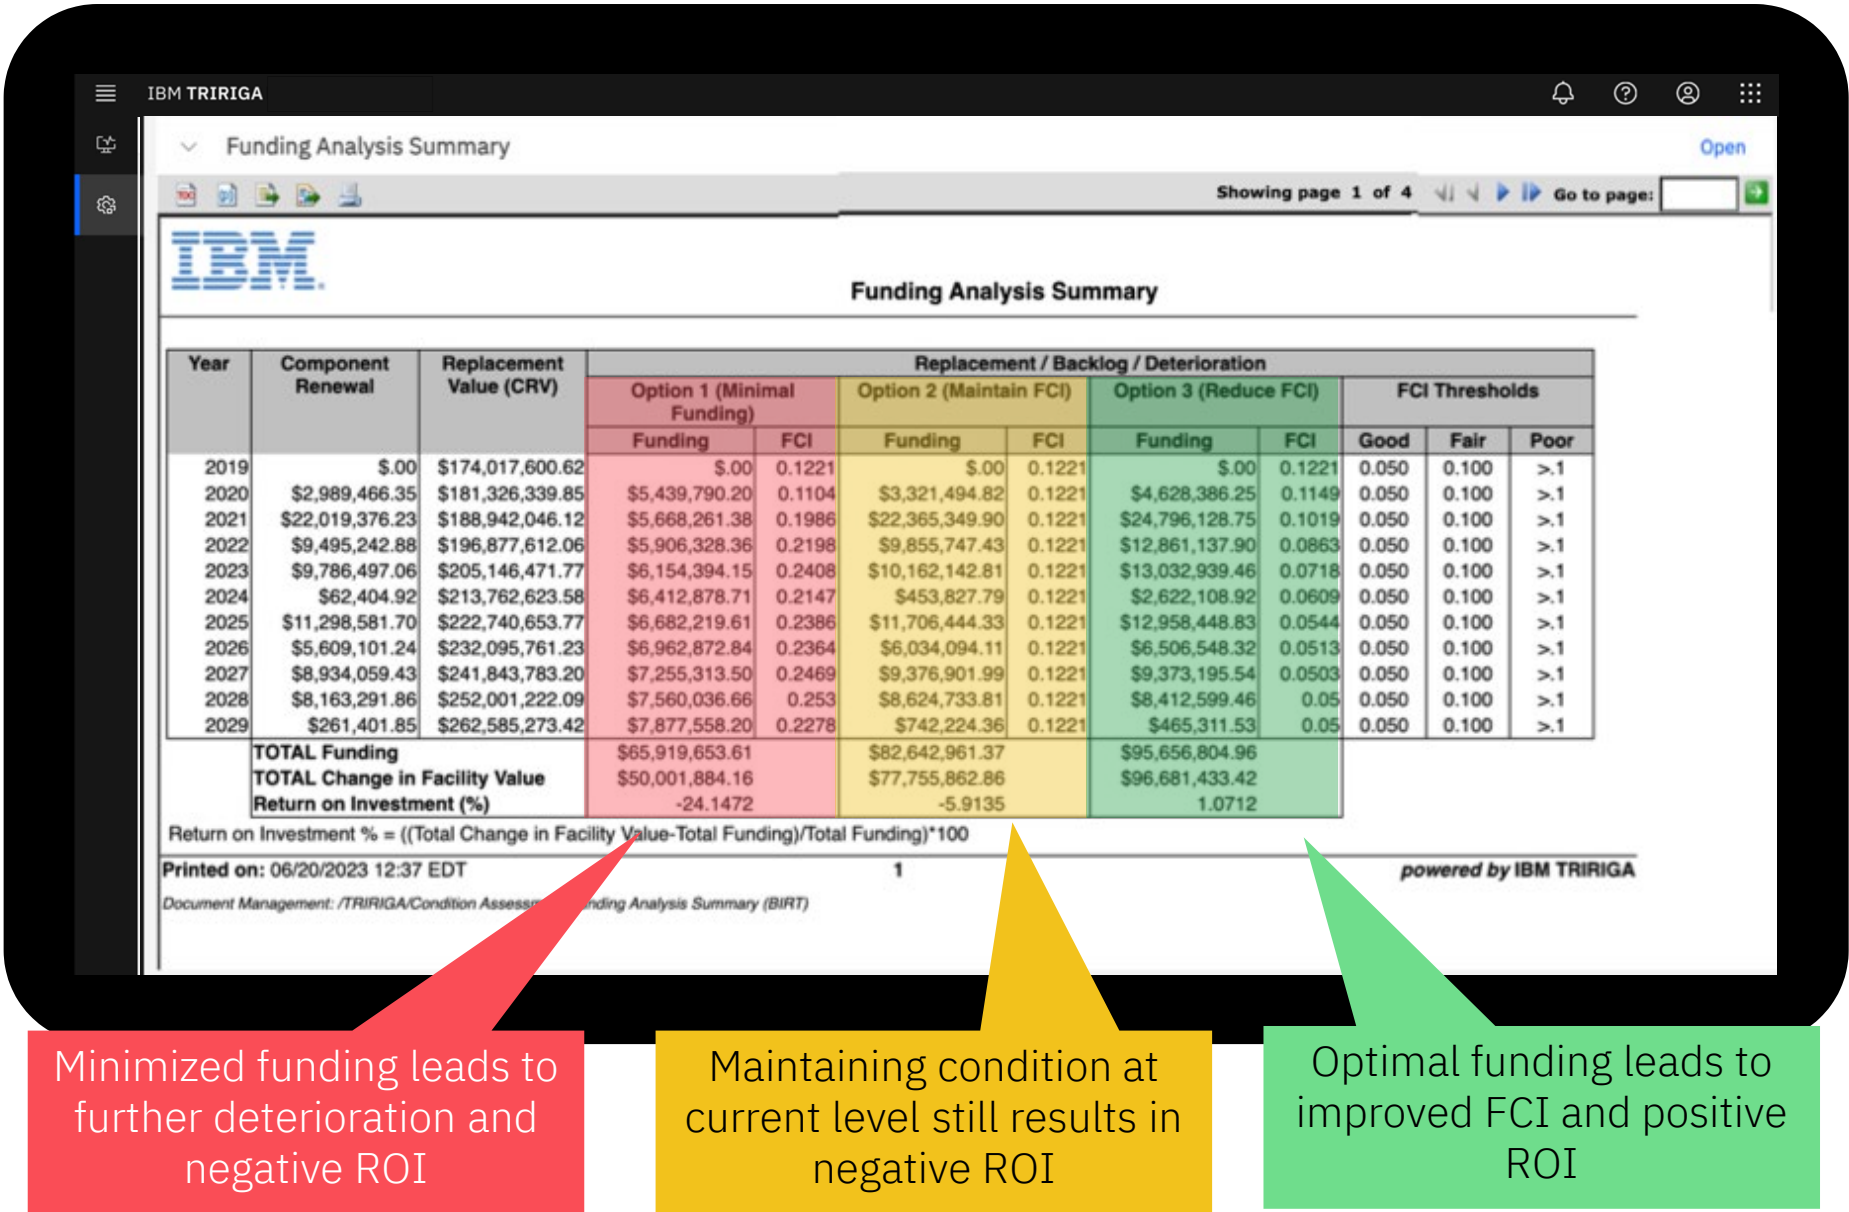 IBM TRIRIGA
Funding Analysis Summary
Open
Showing page 1 of 4 Go to page:
IBM.
Funding Analysis Summary
Year Component Renewal Replacement Value (CRV) Replacement / Backlog / Deterioration
Option 1 (Minimal Funding) Option 2 (Maintain FCI) Option 3 (Reduce FCI) FCI Thresholds
Funding FCI Funding FCI Funding FCI Good Fair Poor
2019 $.00 $174,017,600.62 $.00 0.1221 $.00 0.1221 $.00 0.1221 0.050 0.100 >.1
2020 $2,989,466.35 $181,326,339.85 $5,439,790.20 0.1104 $3,321,494.82 0.1221 $4,628,386.25 0.1149 0.050 0.100 >.1
2021 $22,019,376.23 $188,942,046.12 $5,668,261.38 0.1986 $22,365,349.90 0.1221 $24,796,128.75 0.1019 0.050 0.100 >.1
2022 $9,495,242.88 $196,877,612.06 $5,906,328.36 0.2198 $9,855,747.43 0.1221 $12,861,137.90 0.0863 0.050 0.100 >.1
2023 $9,786,497.06 $205,146,471.77 $6,154,394.15 0.2408 $10,162,142.81 0.1221 $13,032,939.46 0.0718 0.050 0.100 >.1
2024 $62,404.92 $213,762,623.58 $6,412,878.71 0.2147 $453,827.79 0.1221 $2,622,108.92 0.0609 0.050 0.100 >.1
2025 $11,298,581.70 $222,740,653.77 $6,682,219.61 0.2386 $11,706,444.33 0.1221 $12,958,448.83 0.0544 0.050 0.100 >.1
2026 $5,609,101.24 $232,095,761.23 $6,962,872.84 0.2364 $6,034,094.11 0.1221 $6,506,548.32 0.0513 0.050 0.100 >.1
2027 $8,934,059.43 $241,843,783.20 $7,255,313.50 0.2469 $9,376,901.99 0.1221 $9,373,195.54 0.0503 0.050 0.100 >.1
2028 $8,163,291.86 $252,001,222.09 $7,560,036.66 0.253 $8,624,733.81 0.1221 $8,412,599.46 0.05 0.050 0.100 >.1
2029 $261,401.85 $262,585,273.42 $7,877,558.20 0.2278 $742,224.36 0.1221 $465,311.53 0.05 0.050 0.100 >.1
TOTAL Funding $65,919,653.61 $82,642,961.37 $95,656,804.96
TOTAL Change in Facility Value $50,001,884.16 $77,755,862.86 $96,681,433.42
Return on Investment (%) -24.1472 -5.9135 1.0712
Return on Investment % = ((Total Change in Facility Value-Total Funding)/Total Funding)*100
Printed on: 06/20/2023 12:37 EDT 1 powered by IBM TRIRIGA
Document Management: /TRIRIGA/Condition Analysis Summary (BIRT)
Minimized funding leads to
further deterioration and
negative ROI
Maintaining condition at
current level still results in
negative ROI
Optimal funding leads to
improved FCI and positive
ROI